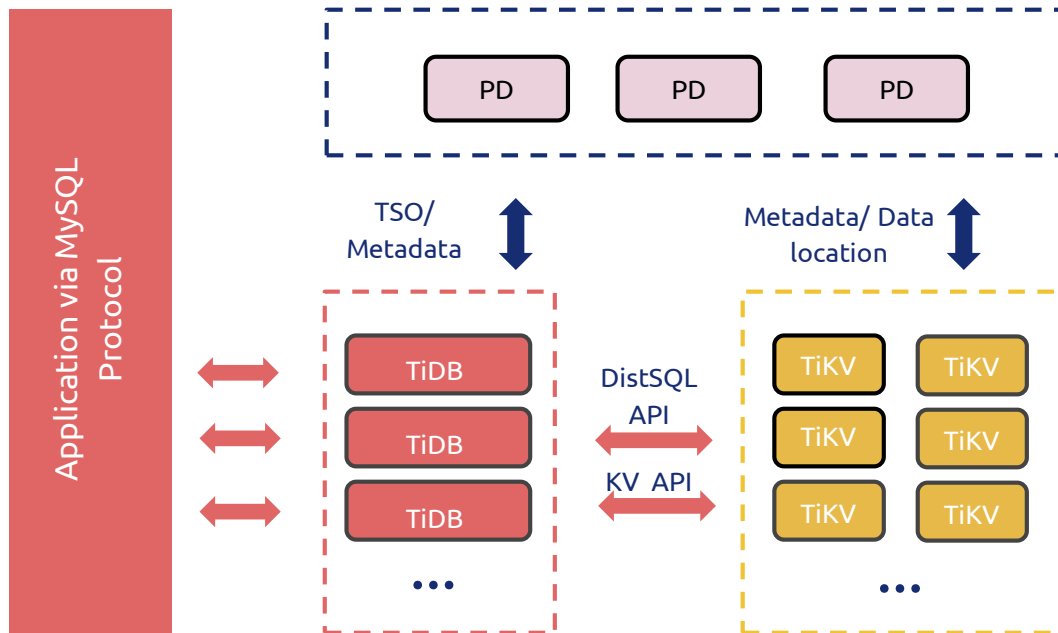 Application via MySQL
Protocol
PD
PD
PD
TSO/
Metadata
Metadata/ Data
location
TiDB
TiDB
TiDB
...
DistSQL
API
KV API
TiKV
TiKV
TiKV
TiKV
TiKV
TiKV
...